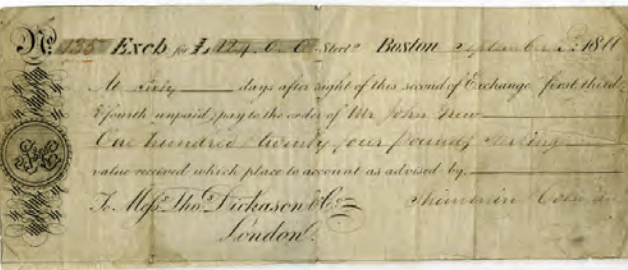 No. 135 Exch for £ 124. 0. 0 Sterl.g Boston September
At sixty days after sight of this second of Exchange first, third
& fourth unpaid, pay to the order of Mr John
One hundred twenty four pounds sterling
value received which place to account as advised by,
To Messrs. Thos. Dickason & Co.
London.